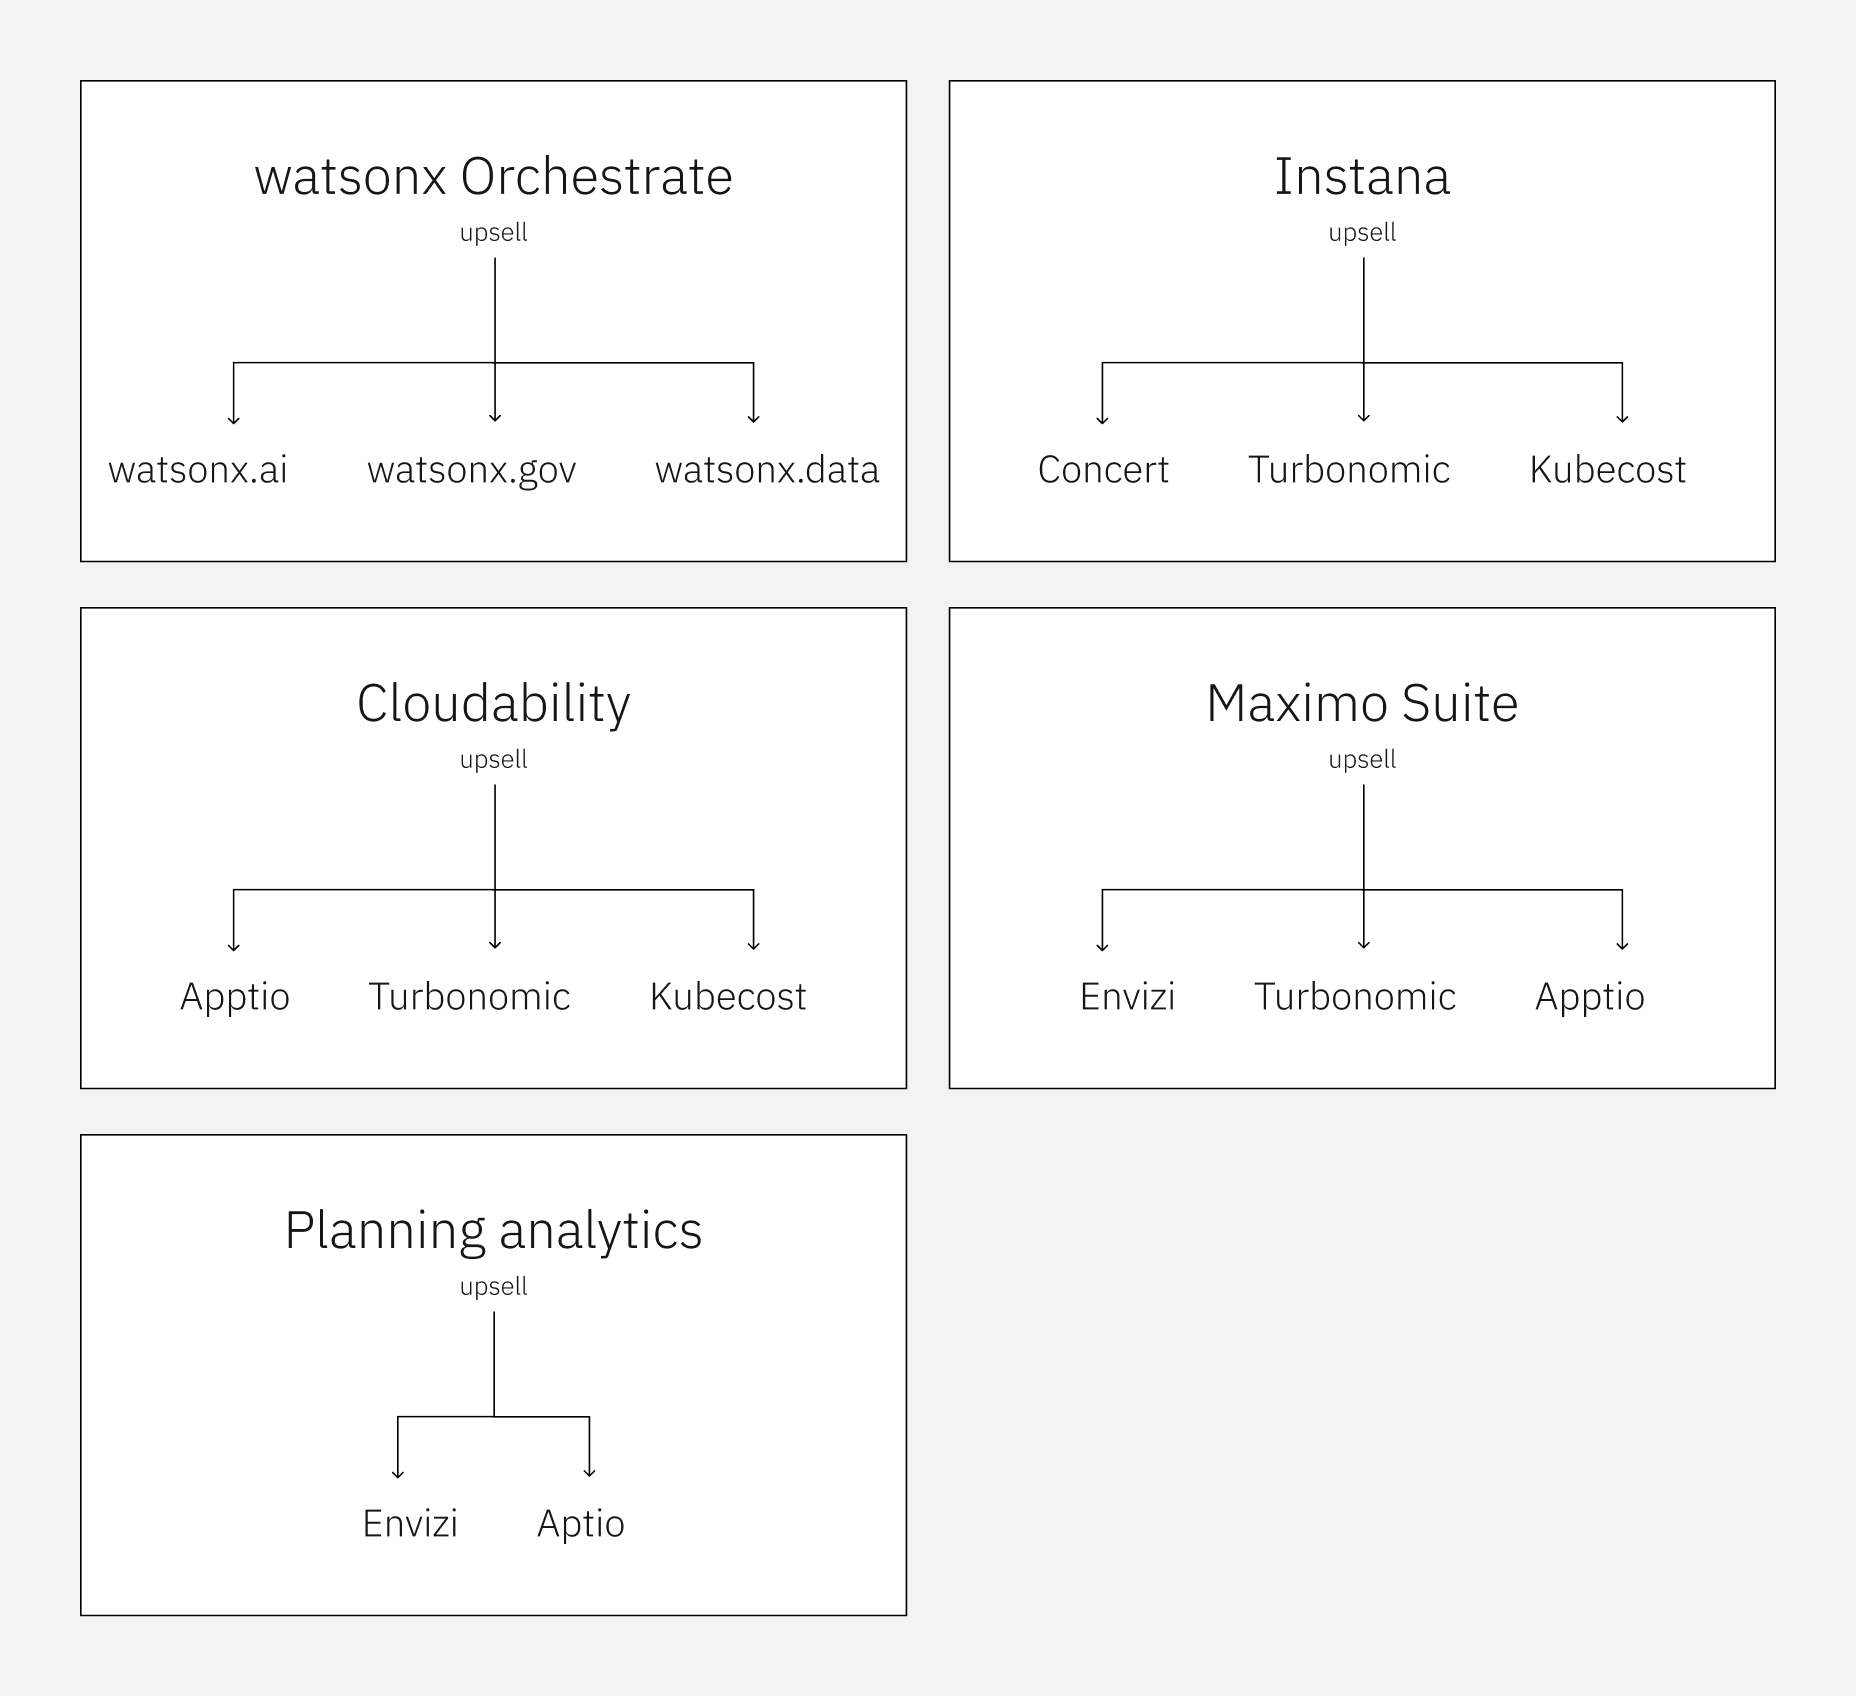 watsonx Orchestrate
upsell
watsonx.ai watsonx.gov watsonx.data
Instana
upsell
Concert Turbonomic Kubecost
Cloudability
upsell
Apptio Turbonomic Kubecost
Maximo Suite
upsell
Envizi Turbonomic Apptio
Planning analytics
upsell
Envizi Aptio